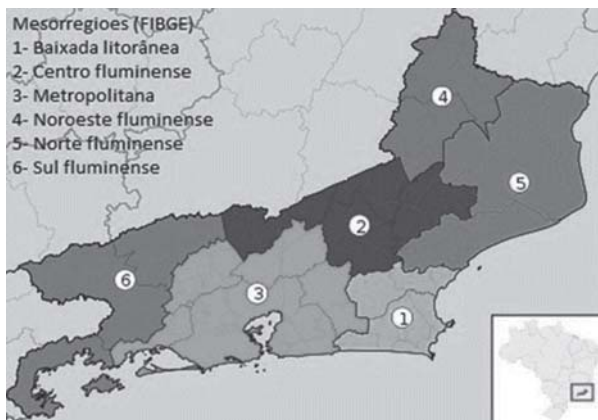 Mesorregioes (FIBGE)
1- Baixada litorânea
2- Centro fluminense
3- Metropolitana
4- Noroeste fluminense
5- Norte fluminense
6- Sul fluminense
4
5
2
6
3
1